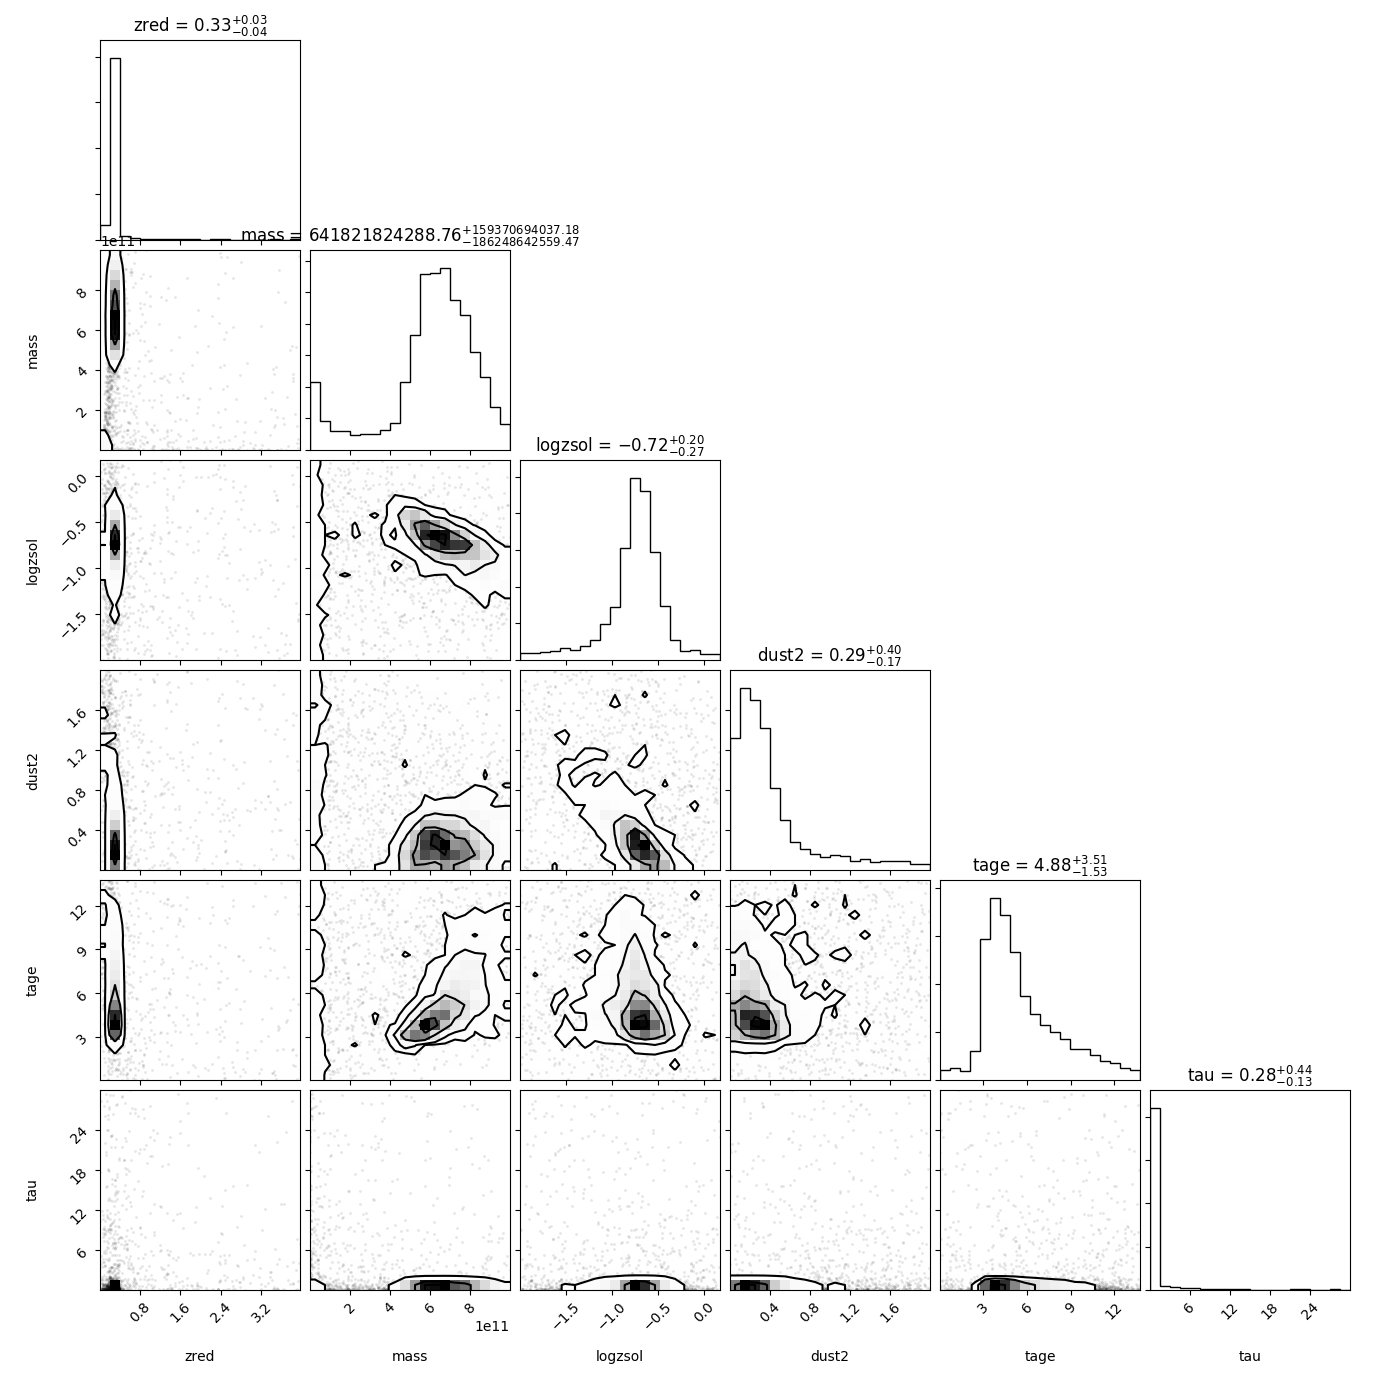 zred = 0.33+0.03−0.04
1e11
mass = 641821824288.76+159370694037.18−186248642559.47
mass
8
6
4
2
logzsol = −0.72+0.20−0.27
logzsol
0.0
−0.5
−1.0
−1.5
dust2 = 0.29+0.40−0.17
dust2
1.6
1.2
0.8
0.4
tage = 4.88+3.51−1.53
tage
12
9
6
3
tau = 0.28+0.44−0.13
tau
24
18
12
6
0.8 1.6 2.4 3.2 2 4 6 8 −1.5 −1.0 −0.5 0.0 0.4 0.8 1.2 1.6 3 6 9 12 6 12 18 24
1e11
zred mass logzsol dust2 tage tau